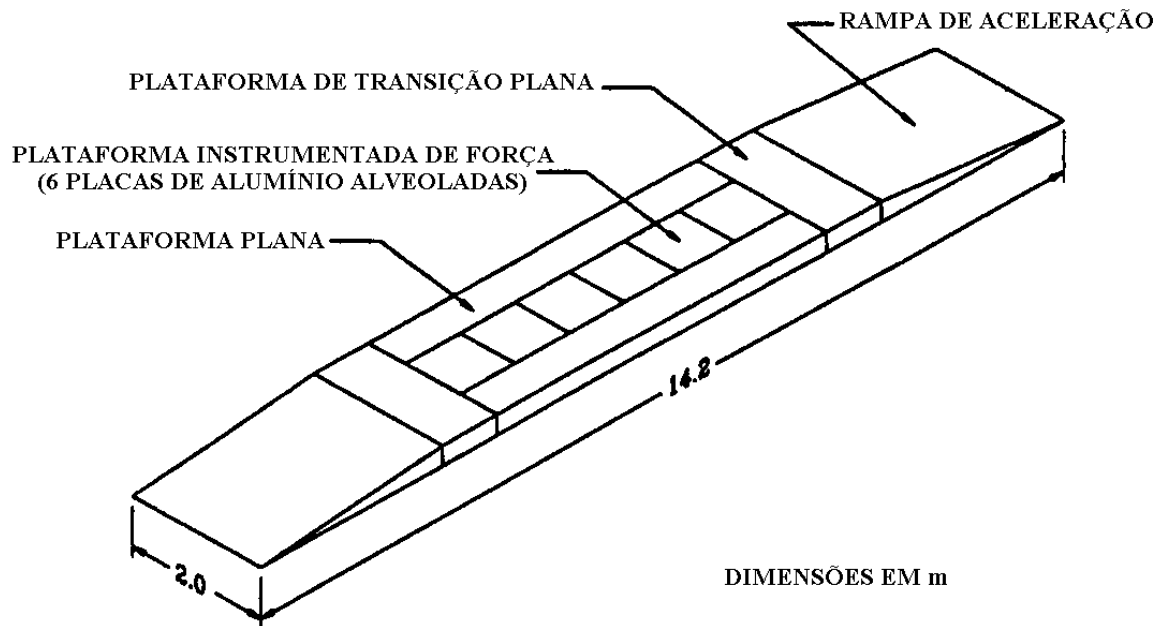 RAMPA DE ACELERAÇÃO
PLATAFORMA DE TRANSIÇÃO PLANA
PLATAFORMA INSTRUMENTADA DE FORÇA
(6 PLACAS DE ALUMÍNIO ALVEOLADAS)
PLATAFORMA PLANA
14.2
2.0
DIMENSÕES EM m